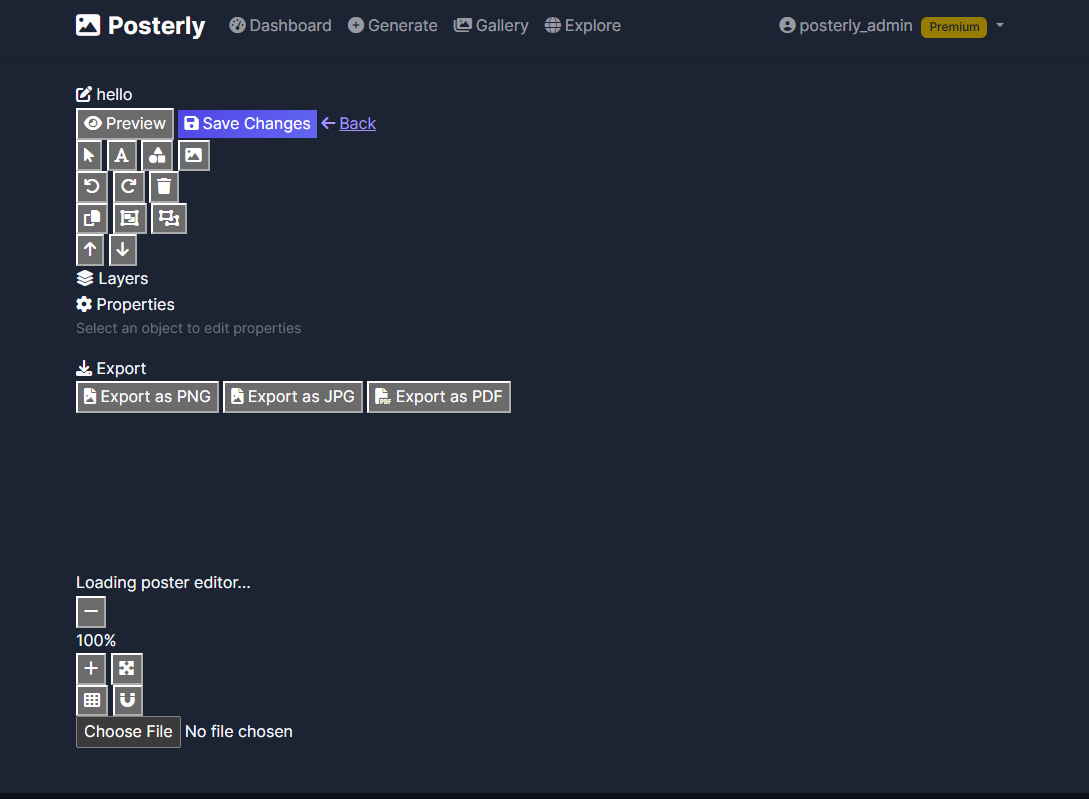 Posterly Dashboard Generate Gallery Explore posterly_admin Premium
hello
Preview Save Changes Back
A
Layers
Properties
Select an object to edit properties
Export
Export as PNG Export as JPG Export as PDF
Loading poster editor...
100%
Choose File No file chosen